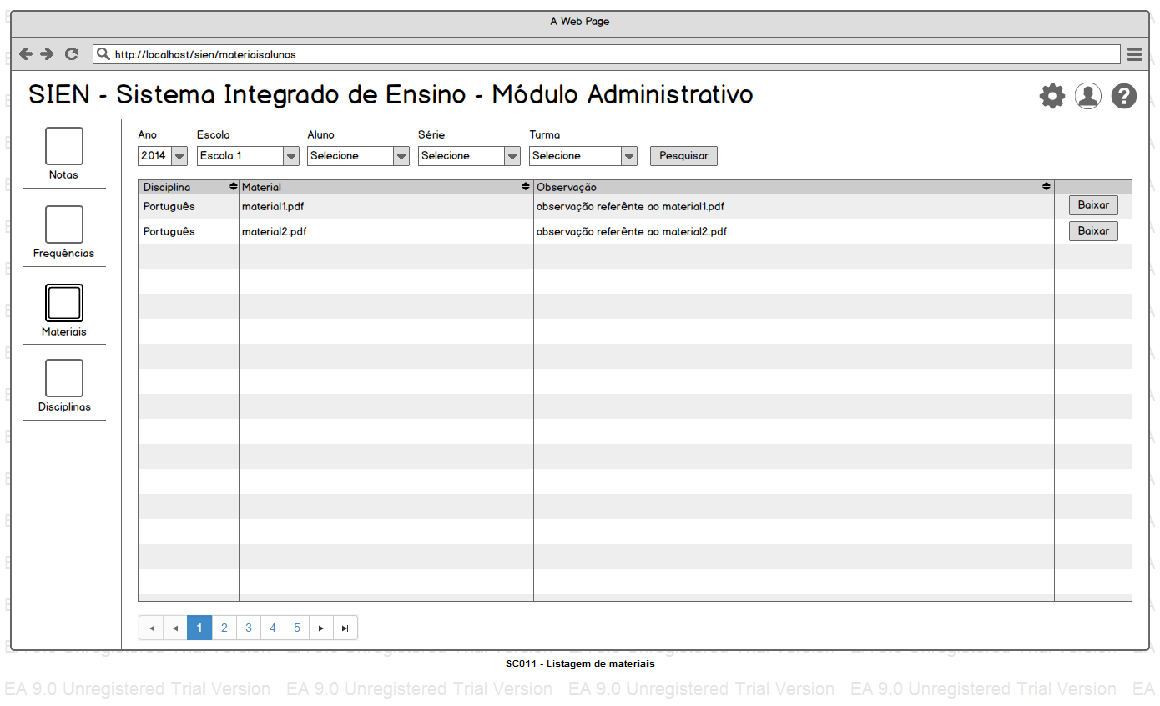 A Web Page
http://localhost/sien/materiaisalunos
SIEN - Sistema Integrado de Ensino - Módulo Administrativo
Notas
Frequências
Materiais
Disciplinas
Ano Escola Aluno Série Turma
2014 Escola 1 Selecione Selecione Selecione Pesquisar
Disciplina Material Observação
Português material1.pdf observação referênte ao material1.pdf Baixar
Português material2.pdf observação referênte ao material2.pdf Baixar
1 2 3 4 5
SC011 - Listagem de materiais
EA 9.0 Unregistered Trial Version EA 9.0 Unregistered Trial Version EA 9.0 Unregistered Trial Version EA 9.0 Unregistered Trial Version EA